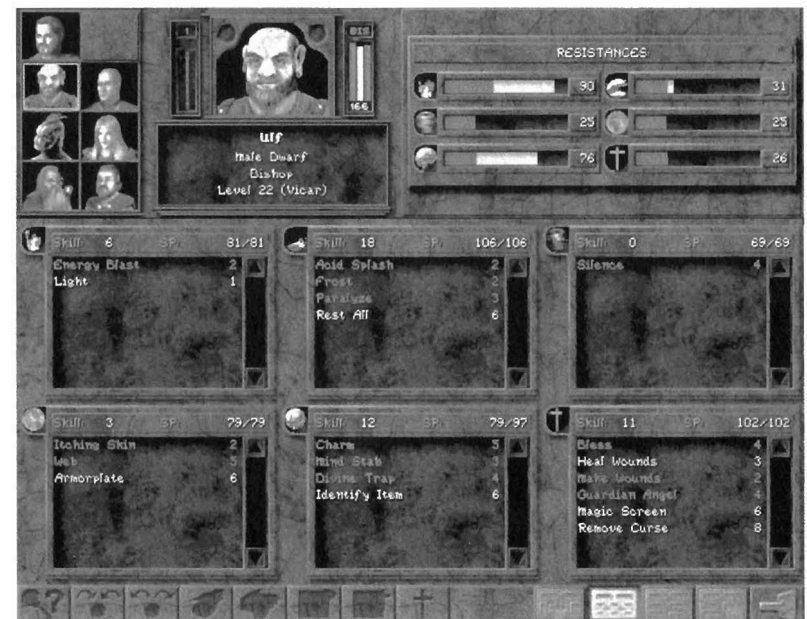 1
BIS
166
Ulf
Male Dwarf
Bishop
Level 22 (Vicar)
RESISTANCES
90 31
25 25
76 26
Skill: 6 SP: 81/81
Energy Blast 2
Light 1
Skill: 18 SP: 106/106
Acid Splash 2
Frost 2
Paralyze 3
Rest All 6
Skill: 0 SP: 69/69
Silence 4
Skill: 3 SP: 79/79
Itching Skin 2
Web 5
Armorplate 6
Skill: 12 SP: 79/97
Charm 5
Mind Stab 3
Divine Trap 4
Identify Item 6
Skill: 11 SP: 102/102
Bless 4
Heal Wounds 3
Make Wounds 2
Guardian Angel 4
Magic Screen 6
Remove Curse 8